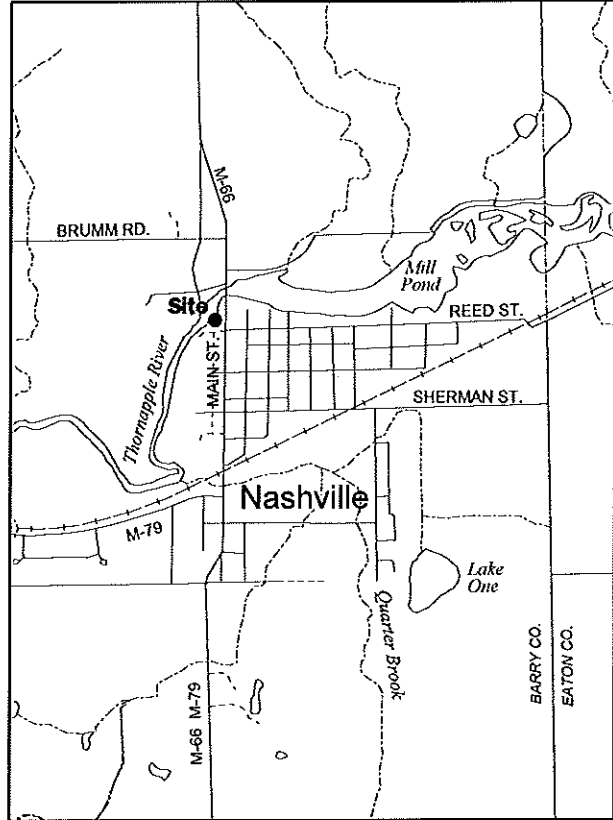 M-66
BRUMM RD.
Mill
Pond
Site
REED ST.
MAIN ST.
Thornapple River
SHERMAN ST.
Nashville
M-79
Lake
One
Quarter Brook
BARRY CO.
EATON CO.
M-66 M-79